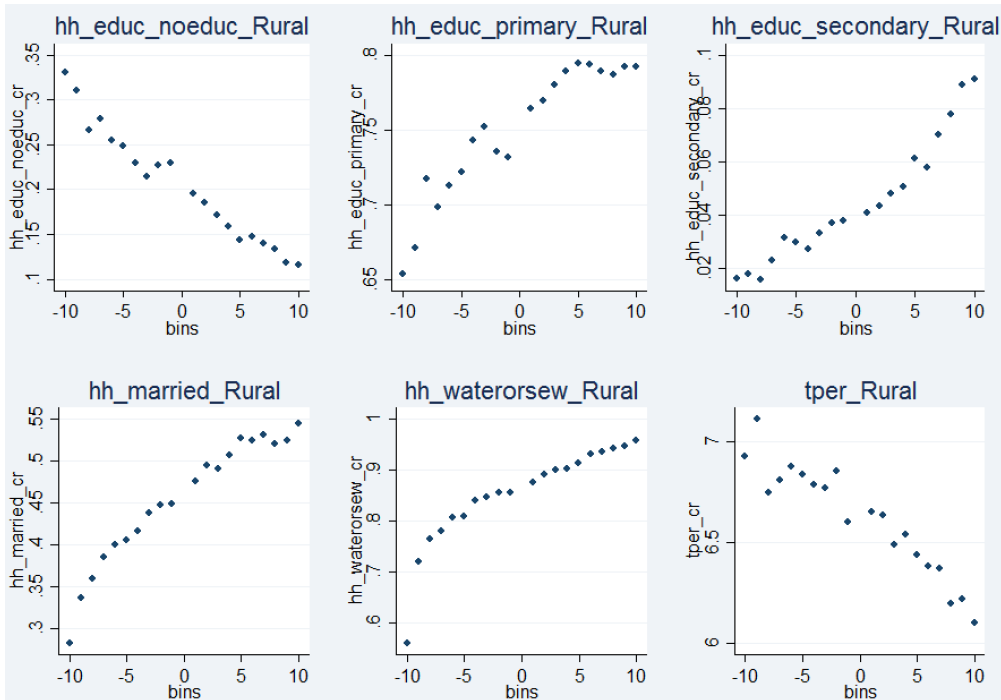 hh_educ_noeduc_Rural
hh_educ_noeduc_cr
.35
.3
.25
.2
.15
.1
-10 -5 0 5 10
bins
hh_educ_primary_Rural
hh_educ_primary_cr
.8
.75
.7
.65
-10 -5 0 5 10
bins
hh_educ_secondary_Rural
hh_educ_secondary_cr
.1
.08
.06
.04
.02
-10 -5 0 5 10
bins
hh_married_Rural
hh_married_cr
.55
.5
.45
.4
.35
.3
-10 -5 0 5 10
bins
hh_waterorsew_Rural
hh_waterorsew_cr
1
.9
.8
.7
.6
-10 -5 0 5 10
bins
tper_Rural
tper_cr
7
6.5
6
-10 -5 0 5 10
bins